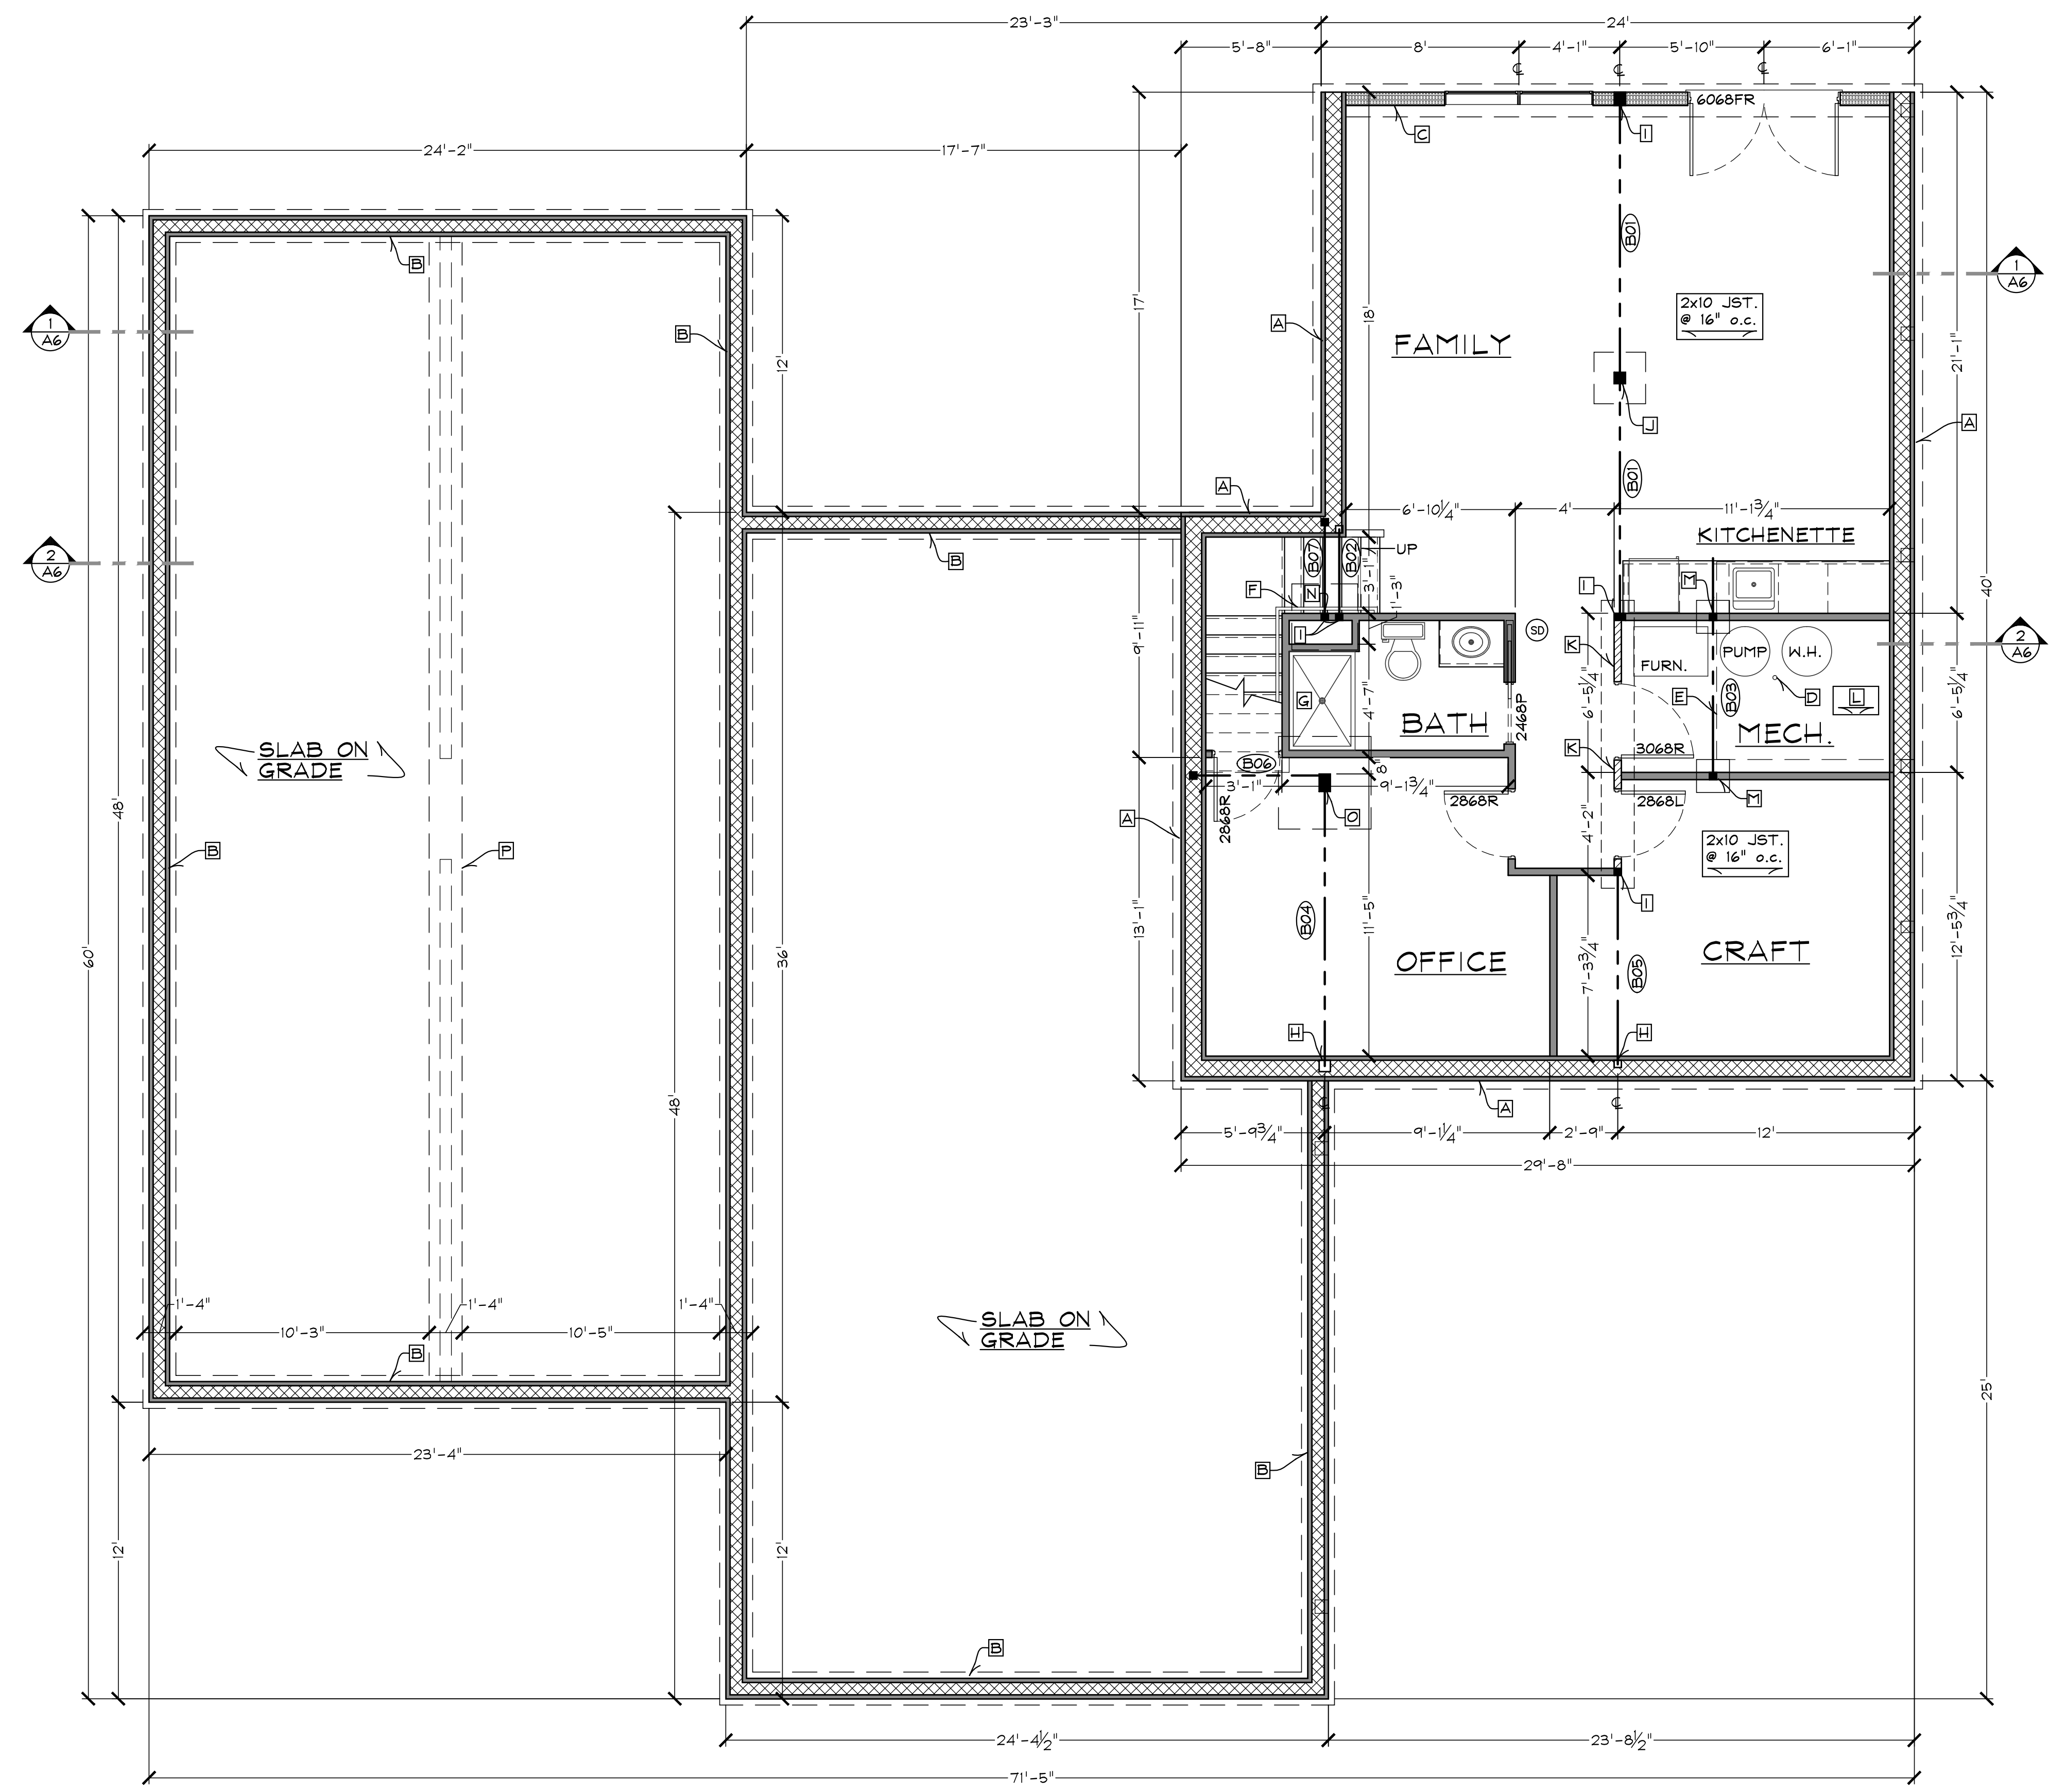 23'-3"
24'
5'-8"
8'
4'-1"
5'-10"
6'-1"
℄
℄
℄
24'-2"
17'-7"
6068FR
C
I
B01
1
A6
1
A6
B
B
A
17'
18'
12'
2x10 JST.
@ 16" o.c.
FAMILY
21'-1"
J
A
A
B01
6'-10¼"
4'
11'-1¾"
KITCHENETTE
2
A6
B
B07
B02
UP
3'-1"
1'-3"
F
N
I
I
M
40'
SD
K
FURN.
PUMP
W.H.
2
A6
9'-11"
G
4'-7"
BATH
2468P
6'-5¼"
E
B03
D
L
MECH.
6'-5¼"
SLAB ON
GRADE
K
3068R
B06
8"
3'-1"
9'-1¾"
2868R
2868R
2868L
M
O
48'
A
B
P
4'-2"
2x10 JST.
@ 16" o.c.
I
60'
36'
13'-1"
B04
11'-5"
7'-3¾"
OFFICE
CRAFT
B05
12'-5¾"
H
H
48'
A
℄
℄
5'-9¾"
9'-1¼"
2'-9"
12'
29'-8"
1'-4"
1'-4"
1'-4"
10'-3"
10'-5"
SLAB ON
GRADE
B
25'
23'-4"
B
12'
12'
B
24'-4½"
23'-8½"
71'-5"